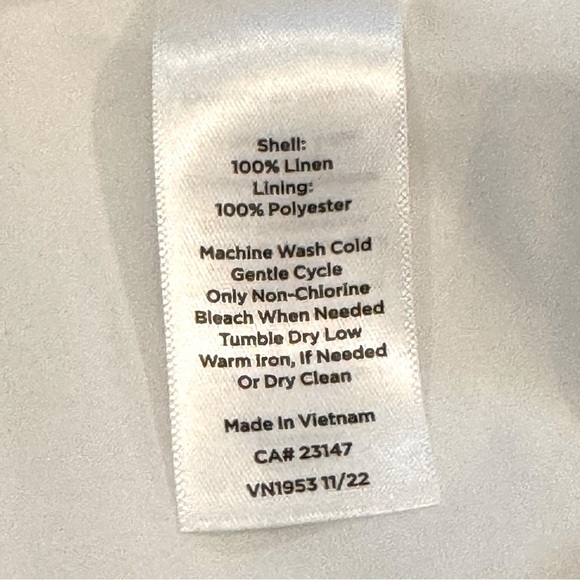 Shell:
100% Linen
Lining:
100% Polyester
Machine Wash Cold
Gentle Cycle
Only Non-Chlorine
Bleach When Needed
Tumble Dry Low
Warm Iron, If Needed
Or Dry Clean
Made In Vietnam
CA# 23147
VN1953 11/22